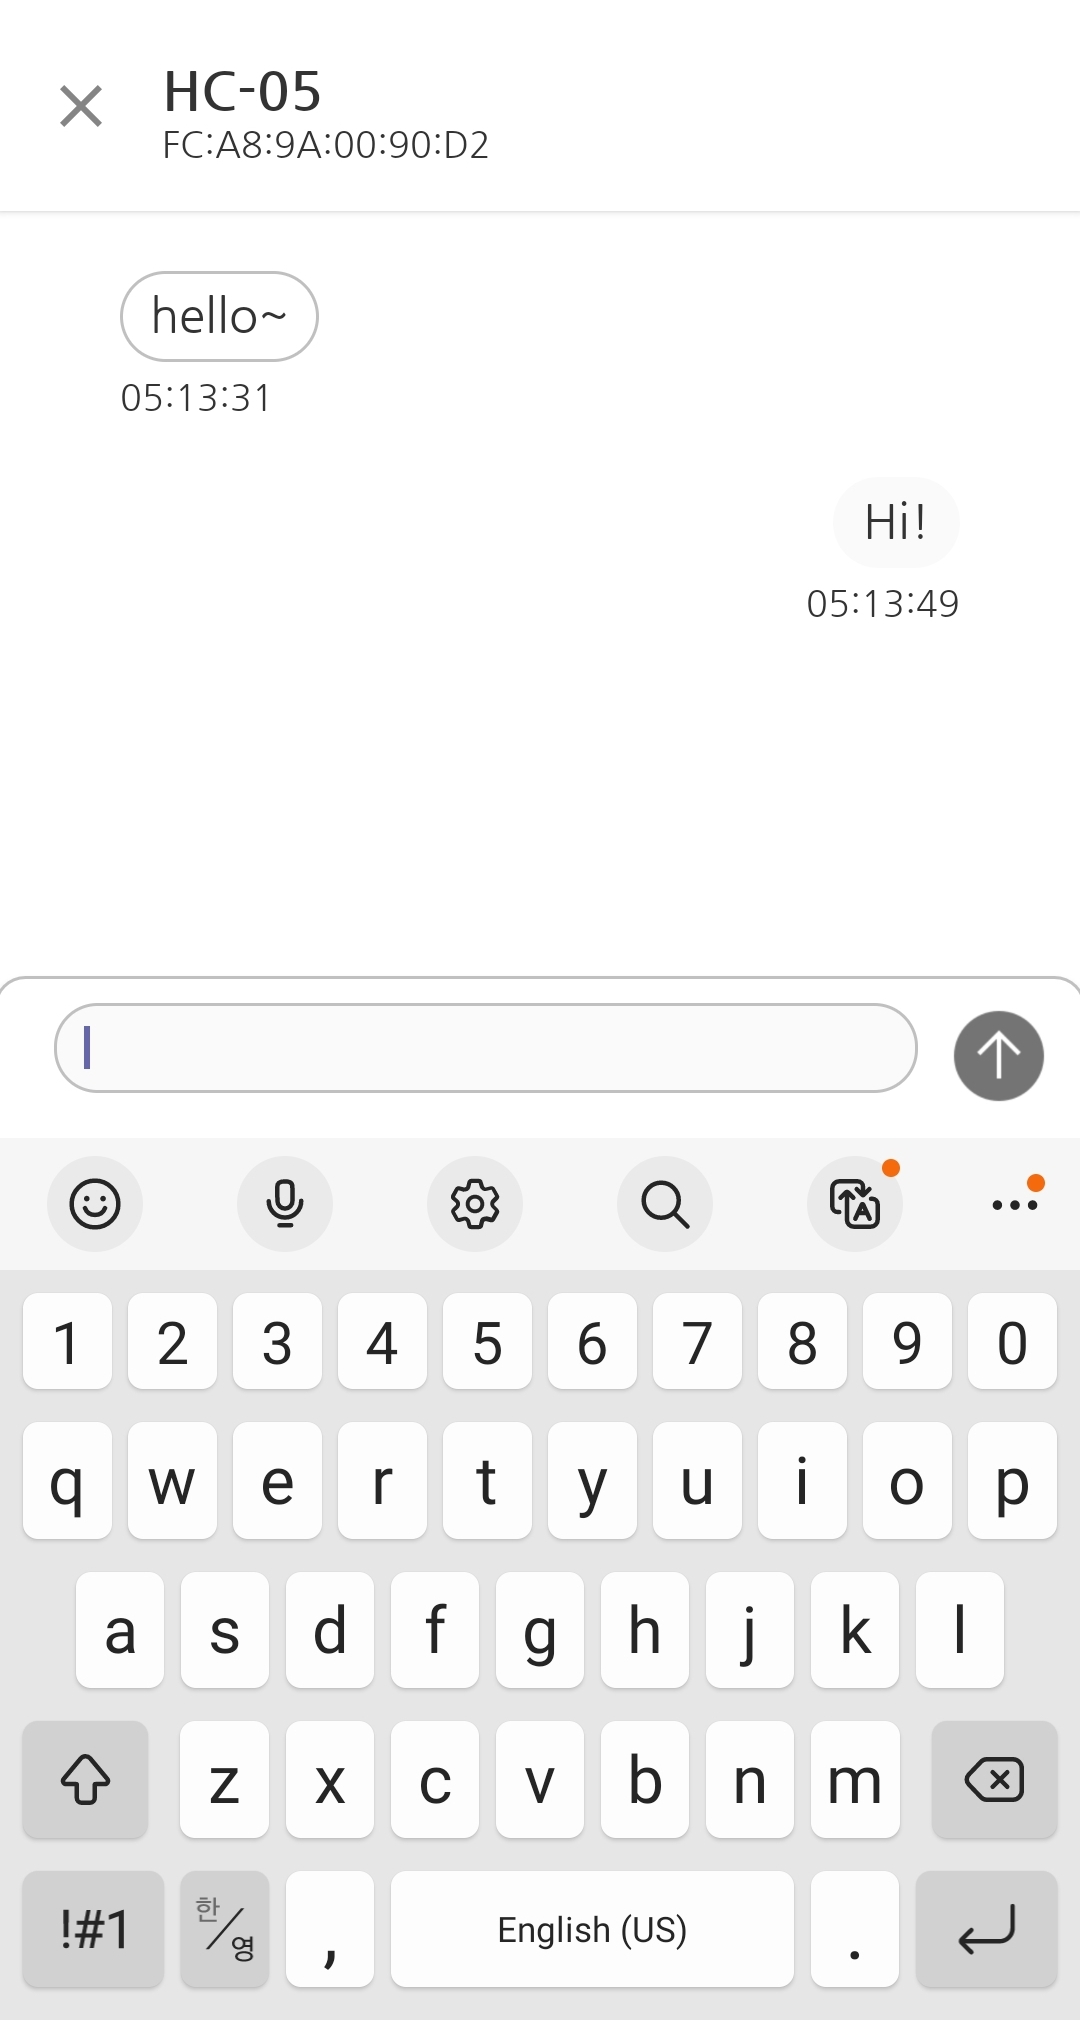 HC-05
FC:A8:9A:00:90:D2
hello~
05:13:31
Hi!
05:13:49
1 2 3 4 5 6 7 8 9 0
q w e r t y u i o p
a s d f g h j k l
z x c v b n m
!#1 한/영 , English (US) .